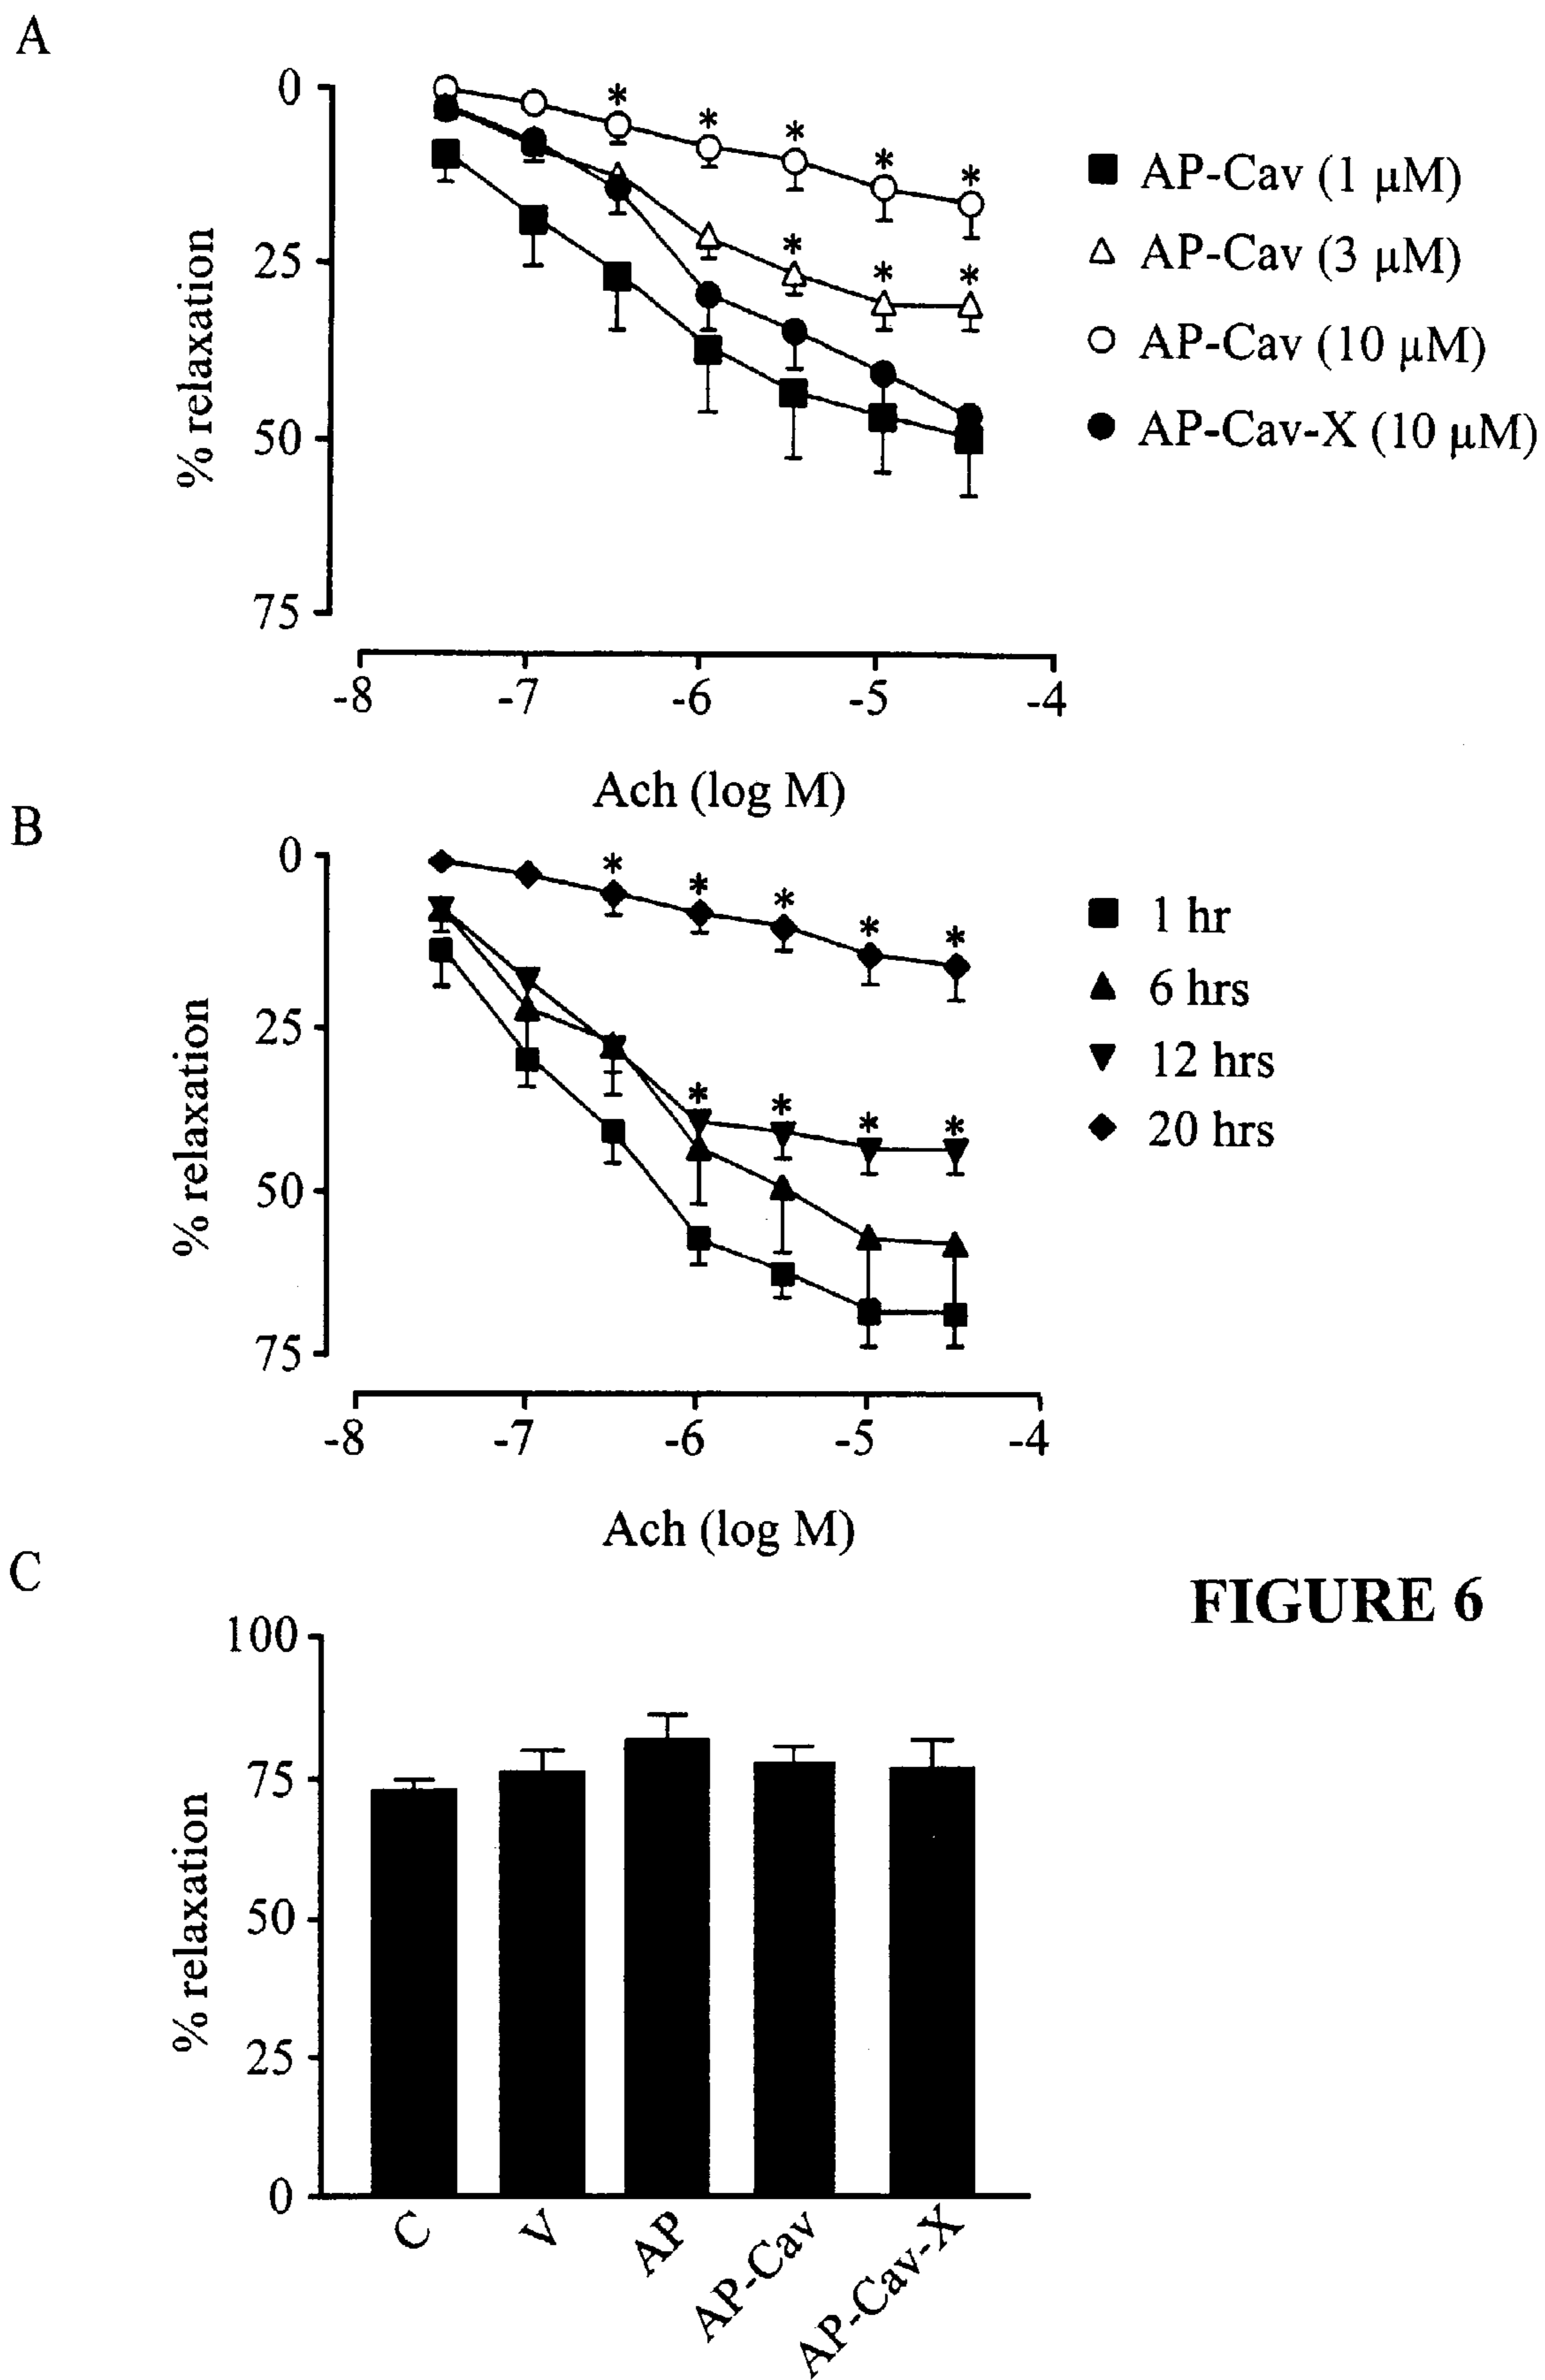 A
0
25
50
75
% relaxation
* * * * *
* * *
AP-Cav (1 μM)
AP-Cav (3 μM)
AP-Cav (10 μM)
AP-Cav-X (10 μM)
-8 -7 -6 -5 -4
Ach (log M)
B
0
25
50
75
% relaxation
* * * * *
* * * *
1 hr
6 hrs
12 hrs
20 hrs
-8 -7 -6 -5 -4
Ach (log M)
C
FIGURE 6
100
75
50
25
0
% relaxation
C V AP AP-Cav AP-Cav-X